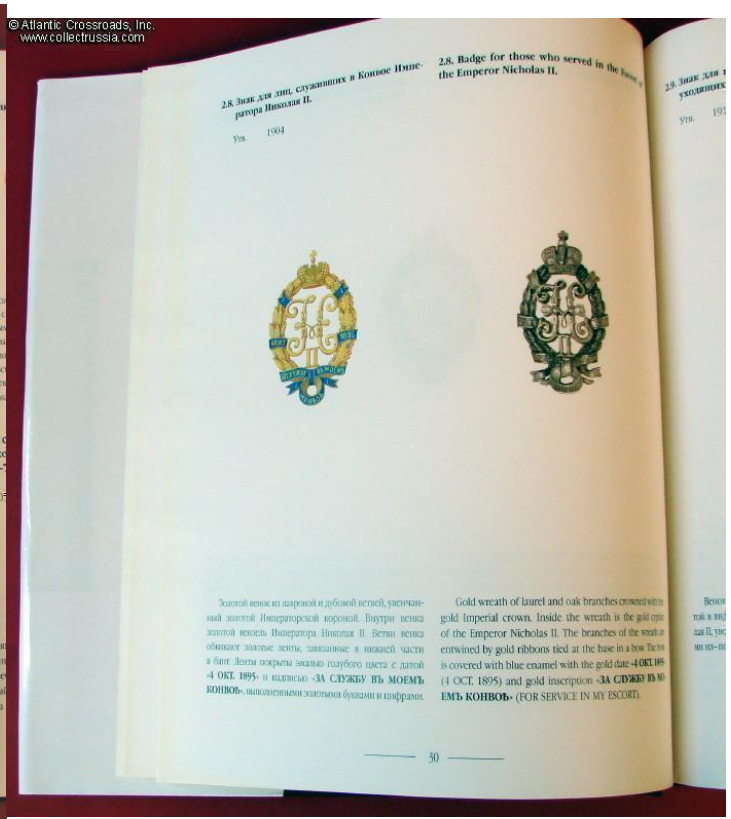 © Atlantic Crossroads, Inc.
www.collectrussia.com
2.8. Знак для лиц, служивших в Конвое Импе-
ратора Николая II.
Утв. 1904
2.8. Badge for those who served in the
the Emperor Nicholas II.
2.9. Знак для
уходящих
Утв.
Золотой венок из лавровой и дубовой ветвей, увенчан-
ный золотой Императорской короной. Внутри венка
золотой вензель Императора Николая II. Ветви венка
обвивают золотые ленты, завязанные в нижней части
в бант. Ленты покрыты эмалью голубого цвета с датой
«4 ОКТ. 1895» и надписью «ЗА СЛУЖБУ ВЪ МОЕМЪ
КОНВОѢ», выполненными золотыми буквами и цифрами.
Gold wreath of laurel and oak branches crowned with the
gold Imperial crown. Inside the wreath is the gold
of the Emperor Nicholas II. The branches of the wreath are
entwined by gold ribbons tied at the base in a bow. The
is covered with blue enamel with the gold date «4 ОКТ. 1895»
(4 OCT. 1895) and gold inscription «ЗА СЛУЖБУ ВЪ МО-
ЕМЪ КОНВОѢ» (FOR SERVICE IN MY ESCORT).
30